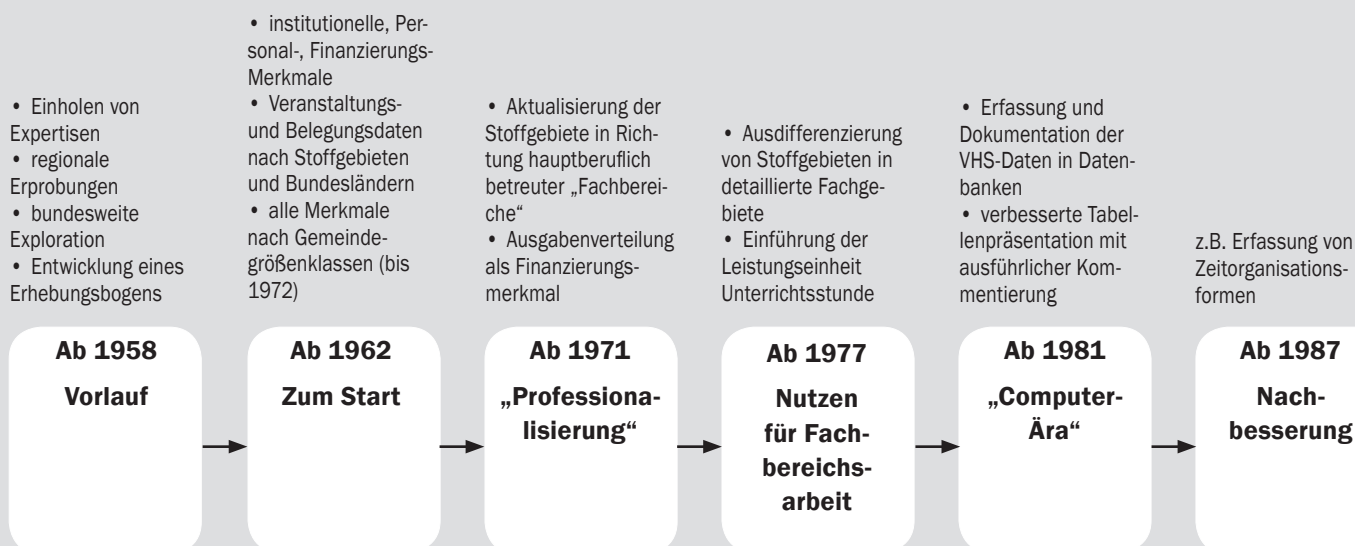 • Einholen von
Expertisen
• regionale
Erprobungen
• bundesweite
Exploration
• Entwicklung eines
Erhebungsbogens
Ab 1958
Vorlauf
• institutionelle, Per-
sonal-, Finanzierungs-
Merkmale
• Veranstaltungs-
und Belegungsdaten
nach Stoffgebieten
und Bundesländern
• alle Merkmale
nach Gemeinde-
größenklassen (bis
1972)
Ab 1962
Zum Start
• Aktualisierung der
Stoffgebiete in Rich-
tung hauptberuflich
betreuter „Fachberei-
che“
• Ausgabenverteilung
als Finanzierungs-
merkmal
Ab 1971
„Professiona-
lisierung“
• Ausdifferenzierung
von Stoffgebieten in
detaillierte Fachge-
biete
• Einführung der
Leistungseinheit
Unterrichtsstunde
Ab 1977
Nutzen
für Fach-
bereichs-
arbeit
• Erfassung und
Dokumentation der
VHS-Daten in Daten-
banken
• verbesserte Tabel-
lenpräsentation mit
ausführlicher Kom-
mentierung
Ab 1981
„Computer-
Ära“
z.B. Erfassung von
Zeitorganisations-
formen
Ab 1987
Nach-
besserung